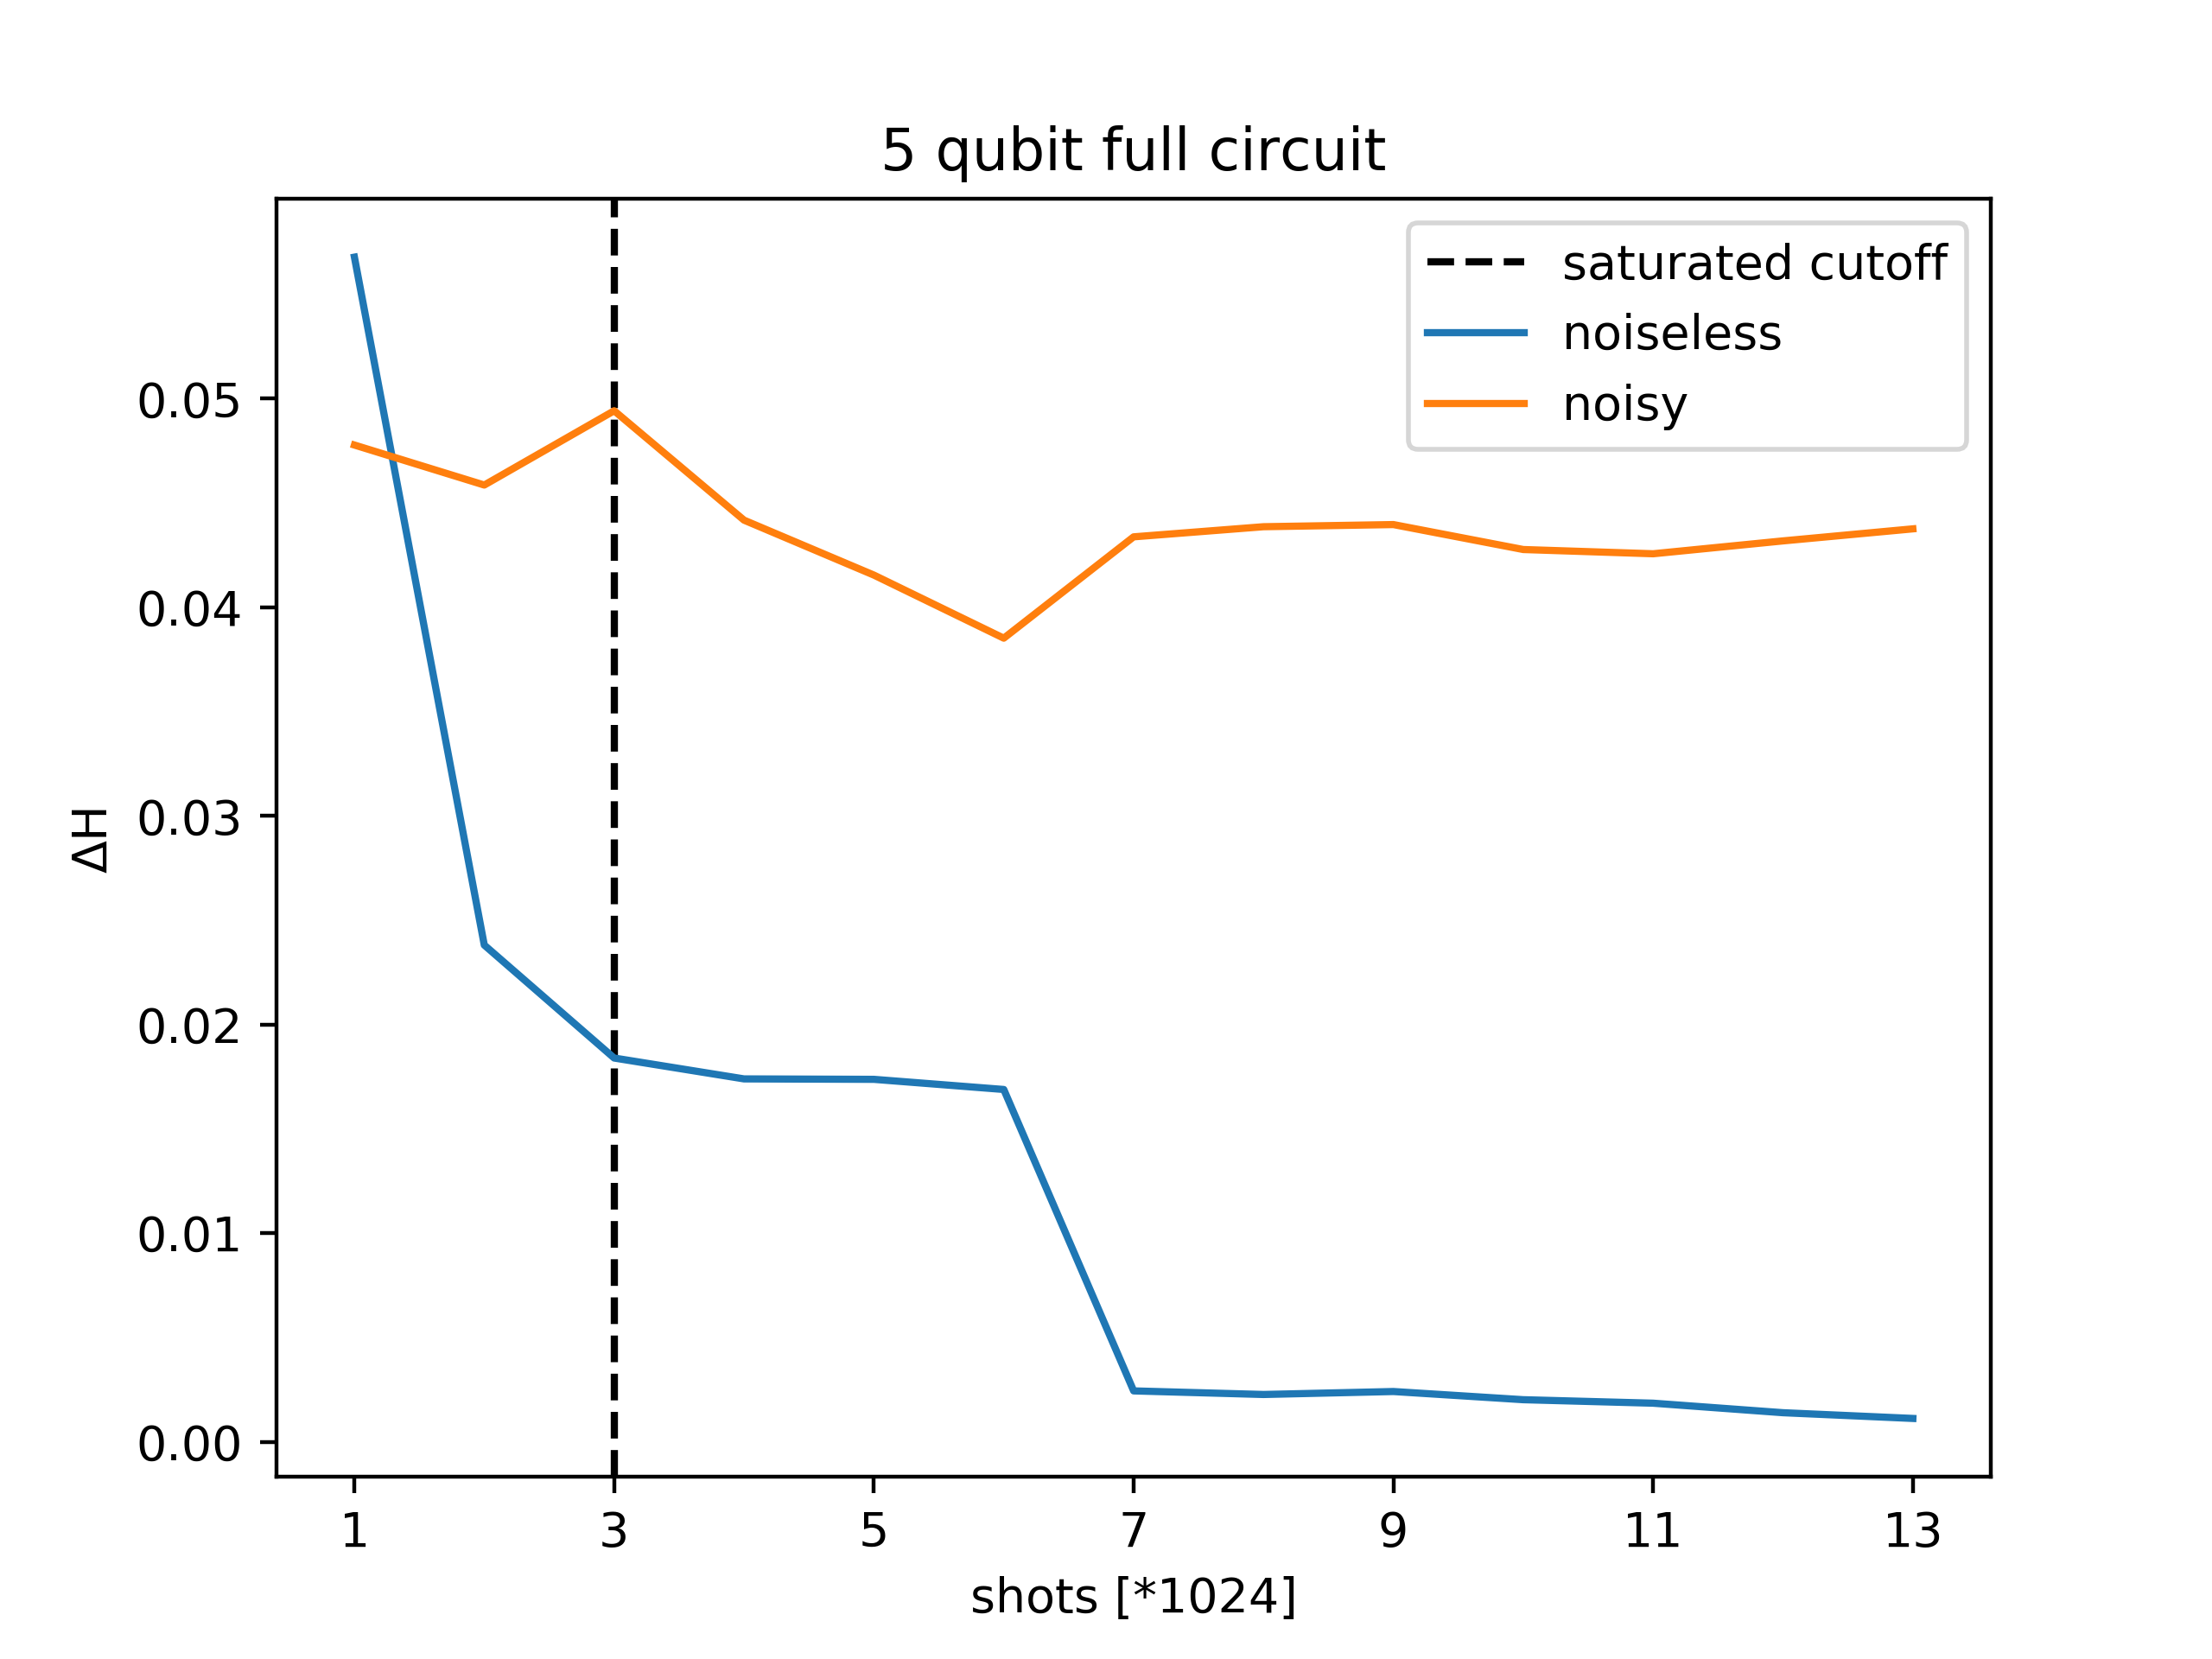 5 qubit full circuit
saturated cutoff
noiseless
noisy
ΔH
0.05
0.04
0.03
0.02
0.01
0.00
1 3 5 7 9 11 13
shots [*1024]